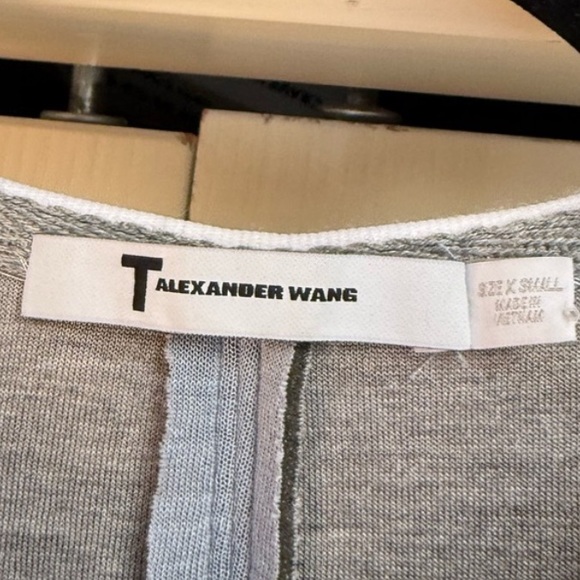 T ALEXANDER WANG
SIZE X SMALL
MADE IN
VIETNAM